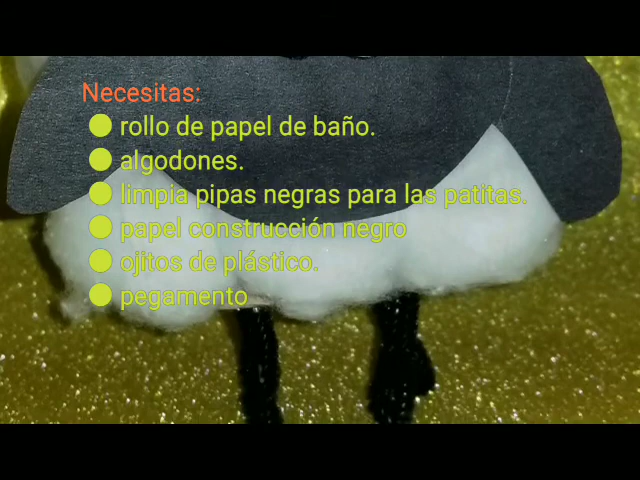 Necesitas:
● rollo de papel de baño.
● algodones.
● limpia pipas negras para las patitas.
● papel construcción negro
● ojitos de plástico.
● pegamento